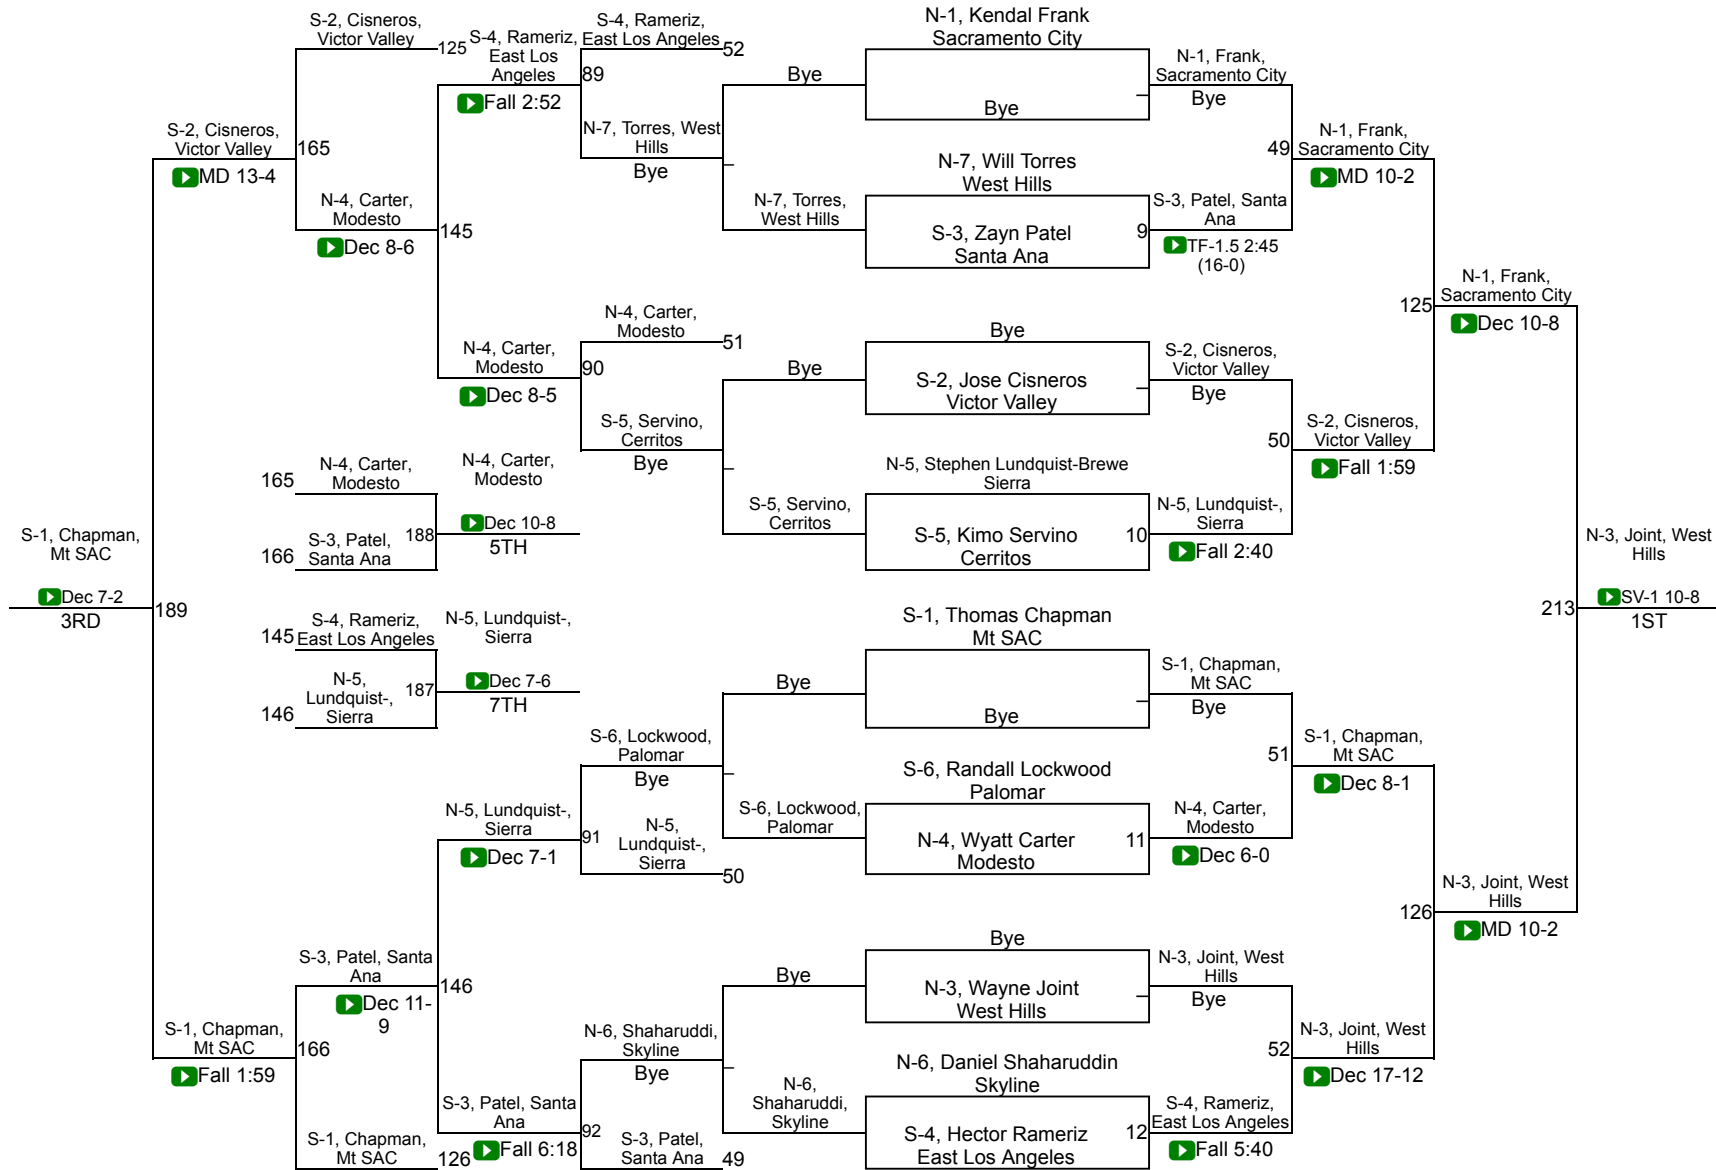 S-2, Cisneros,
Victor Valley
125
S-4, Rameriz,
East Los
Angeles
89
Fall 2:52
S-4, Rameriz,
East Los Angeles
52
N-7, Torres, West
Hills
Bye
S-2, Cisneros,
Victor Valley
165
MD 13-4
N-4, Carter,
Modesto
145
Dec 8-6
Bye
N-7, Torres,
West Hills
N-1, Kendal Frank
Sacramento City
Bye
N-1, Frank,
Sacramento City
Bye
N-7, Will Torres
West Hills
S-3, Zayn Patel
Santa Ana
9
S-3, Patel, Santa
Ana
TF-1.5 2:45
(16-0)
49
N-1, Frank,
Sacramento City
MD 10-2
N-4, Carter,
Modesto
51
N-4, Carter,
Modesto
90
Dec 8-5
S-5, Servino,
Cerritos
Bye
Bye
S-5, Servino,
Cerritos
Bye
S-2, Jose Cisneros
Victor Valley
S-2, Cisneros,
Victor Valley
Bye
N-5, Stephen Lundquist-Brewe
Sierra
S-5, Kimo Servino
Cerritos
10
N-5, Lundquist-,
Sierra
Fall 2:40
50
S-2, Cisneros,
Victor Valley
Fall 1:59
125
N-1, Frank,
Sacramento City
Dec 10-8
165
N-4, Carter,
Modesto
166
S-3, Patel,
Santa Ana
188
N-4, Carter,
Modesto
Dec 10-8
5TH
S-1, Chapman,
Mt SAC
Dec 7-2
3RD
189
145
S-4, Rameriz,
East Los Angeles
146
N-5,
Lundquist-,
Sierra
187
N-5, Lundquist-,
Sierra
Dec 7-6
7TH
213
N-3, Joint, West
Hills
SV-1 10-8
1ST
S-6, Lockwood,
Palomar
Bye
N-5, Lundquist-,
Sierra
91
Dec 7-1
N-5,
Lundquist-,
Sierra
50
Bye
S-6, Lockwood,
Palomar
S-1, Thomas Chapman
Mt SAC
Bye
S-1, Chapman,
Mt SAC
Bye
S-6, Randall Lockwood
Palomar
N-4, Wyatt Carter
Modesto
11
N-4, Carter,
Modesto
Dec 6-0
51
S-1, Chapman,
Mt SAC
Dec 8-1
126
N-3, Joint, West
Hills
MD 10-2
S-3, Patel, Santa
Ana
146
Dec 11-
9
S-1, Chapman,
Mt SAC
166
Fall 1:59
S-1, Chapman,
Mt SAC
126
S-3, Patel, Santa
Ana
92
Fall 6:18
N-6, Shaharuddi,
Skyline
Bye
S-3, Patel,
Santa Ana
49
Bye
N-6,
Shaharuddi,
Skyline
Bye
N-3, Wayne Joint
West Hills
N-3, Joint, West
Hills
Bye
N-6, Daniel Shaharuddin
Skyline
S-4, Hector Rameriz
East Los Angeles
12
S-4, Rameriz,
East Los Angeles
Fall 5:40
52
N-3, Joint, West
Hills
Dec 17-12